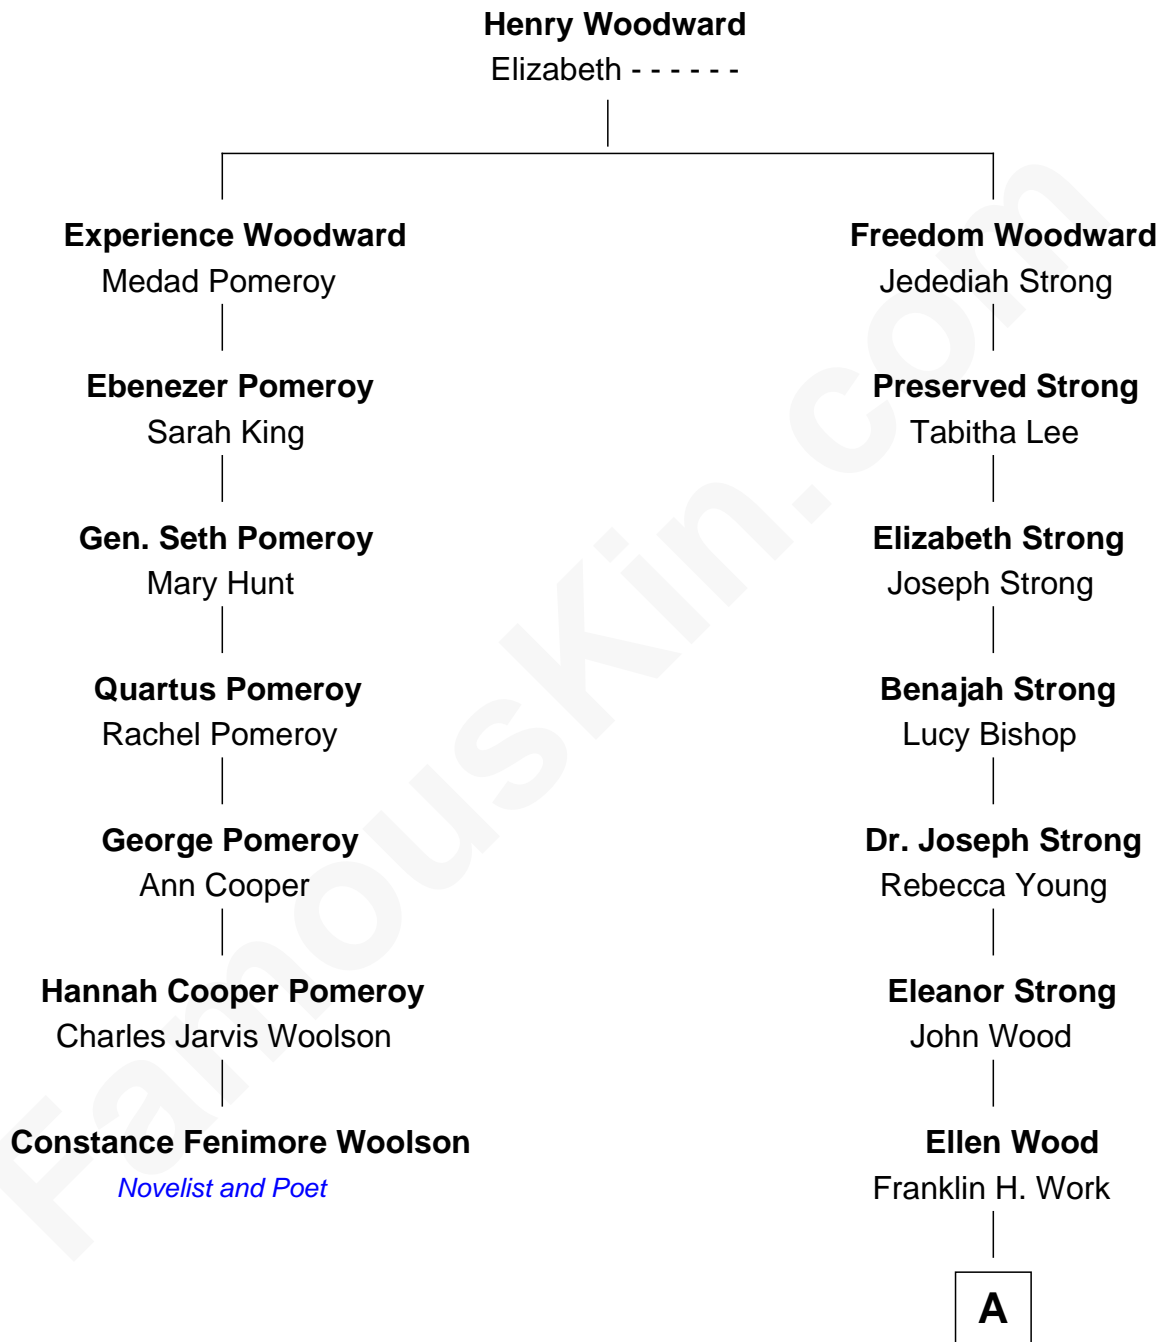 Henry Woodward
Elizabeth - - - - - -
Experience Woodward
Medad Pomeroy
Freedom Woodward
Jedediah Strong
Ebenezer Pomeroy
Sarah King
Preserved Strong
Tabitha Lee
Gen. Seth Pomeroy
Mary Hunt
Elizabeth Strong
Joseph Strong
Quartus Pomeroy
Rachel Pomeroy
Benajah Strong
Lucy Bishop
George Pomeroy
Ann Cooper
Dr. Joseph Strong
Rebecca Young
Hannah Cooper Pomeroy
Charles Jarvis Woolson
Eleanor Strong
John Wood
Constance Fenimore Woolson
Novelist and Poet
Ellen Wood
Franklin H. Work
A
FamousKin.com